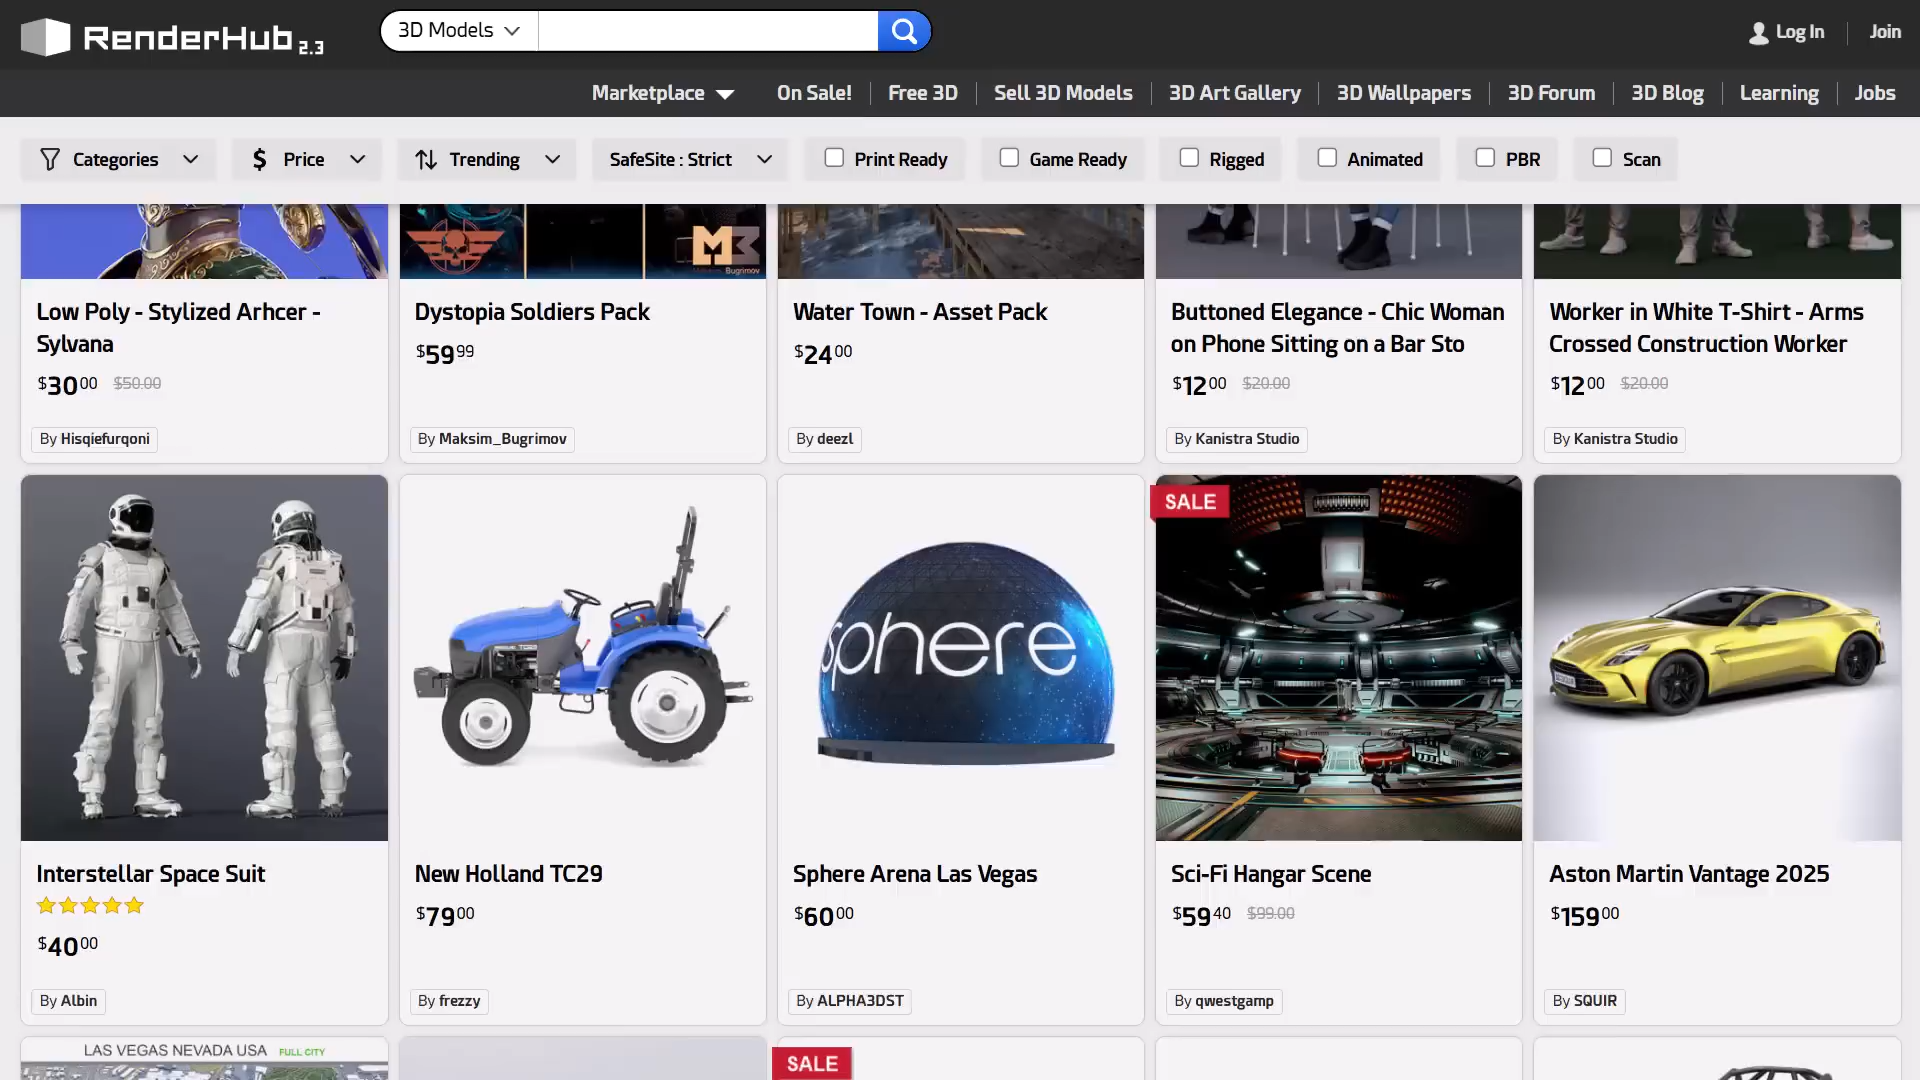 RenderHub 2.3
3D Models
Log In
Join
Marketplace
On Sale!
Free 3D
Sell 3D Models
3D Art Gallery
3D Wallpapers
3D Forum
3D Blog
Learning
Jobs
Categories
$ Price
Trending
SafeSite : Strict
Print Ready
Game Ready
Rigged
Animated
PBR
Scan
M3
Maksim Bugrimov
Low Poly - Stylized Arhcer -
Sylvana
$30 00 $50.00
By Hisqiefurqoni
Dystopia Soldiers Pack
$59 99
By Maksim_Bugrimov
Water Town - Asset Pack
$24 00
By deezl
Buttoned Elegance - Chic Woman
on Phone Sitting on a Bar Sto
$12 00 $20.00
By Kanistra Studio
Worker in White T-Shirt - Arms
Crossed Construction Worker
$12 00 $20.00
By Kanistra Studio
Interstellar Space Suit
$40 00
By Albin
New Holland TC29
$79 00
By frezzy
sphere
Sphere Arena Las Vegas
$60 00
By ALPHA3DST
SALE
Sci-Fi Hangar Scene
$59 40 $99.00
By qwestgamp
Aston Martin Vantage 2025
$159 00
By SQUIR
LAS VEGAS NEVADA USA FULL CITY
SALE